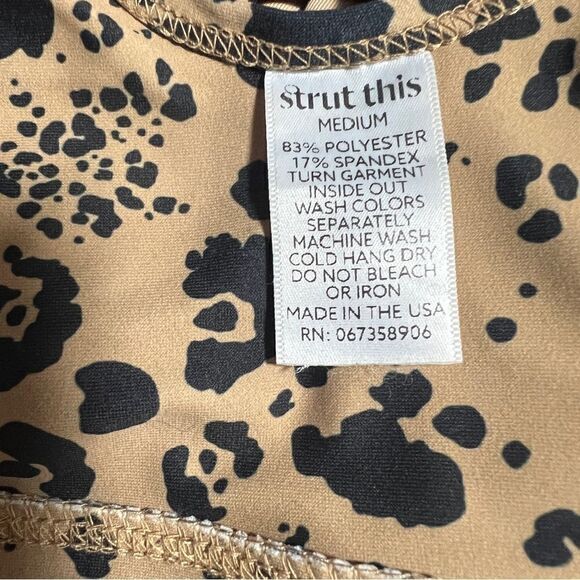 strut this
MEDIUM
83% POLYESTER
17% SPANDEX
TURN GARMENT
INSIDE OUT
WASH COLORS
SEPARATELY
MACHINE WASH
COLD HANG DRY
DO NOT BLEACH
OR IRON
MADE IN THE USA
RN: 067358906